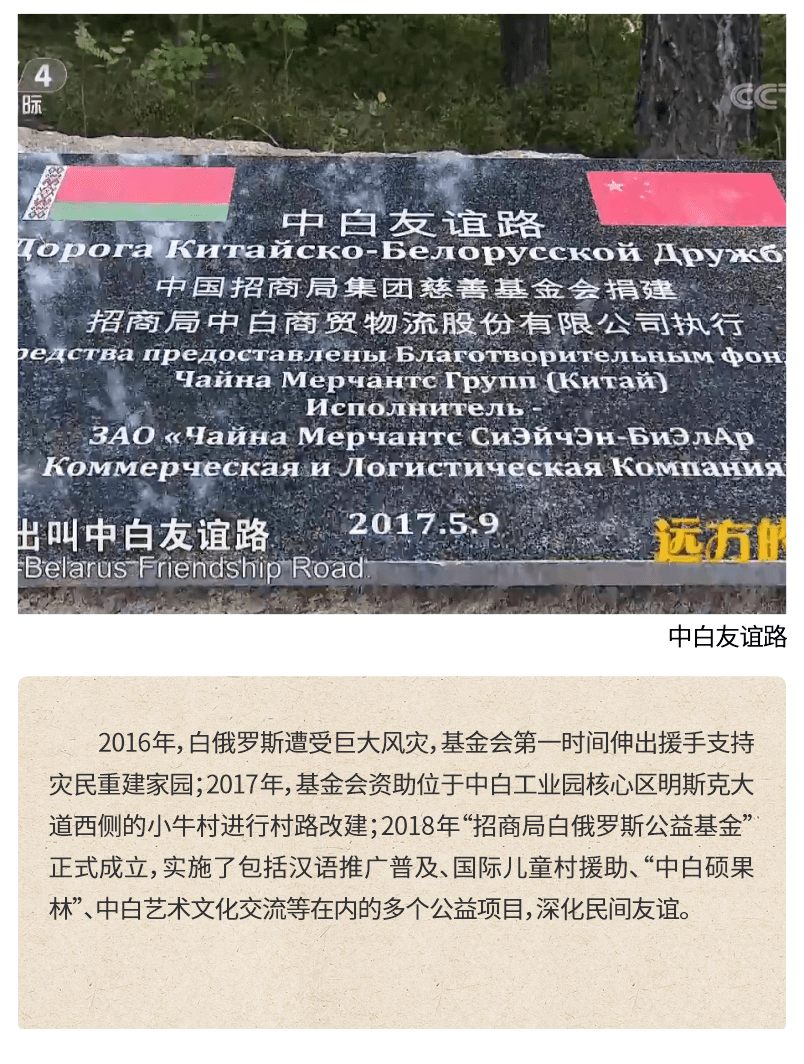 4
际
CCT
中白友谊路
Дорога Китайско-Белорусской Дружб
中国招商局集团慈善基金会捐建
招商局中白商贸物流股份有限公司执行
редства предоставлены Благотворительным фон
Чайна Мерчантс Групп (Китай)
Исполнитель -
ЗАО «Чайна Мерчантс СиЭйчЭн-БиЭлАр
Коммерческая и Логистическая Компания
2017.5.9
出叫中白友谊路
-Belarus Friendship Road
远方的
中白友谊路
2016年，白俄罗斯遭受巨大风灾，基金会第一时间伸出援手支持
灾民重建家园；2017年，基金会资助位于中白工业园核心区明斯克大
道西侧的小牛村进行村路改建；2018年“招商局白俄罗斯公益基金”
正式成立，实施了包括汉语推广普及、国际儿童村援助、“中白硕果
林”、中白艺术文化交流等在内的多个公益项目，深化民间友谊。